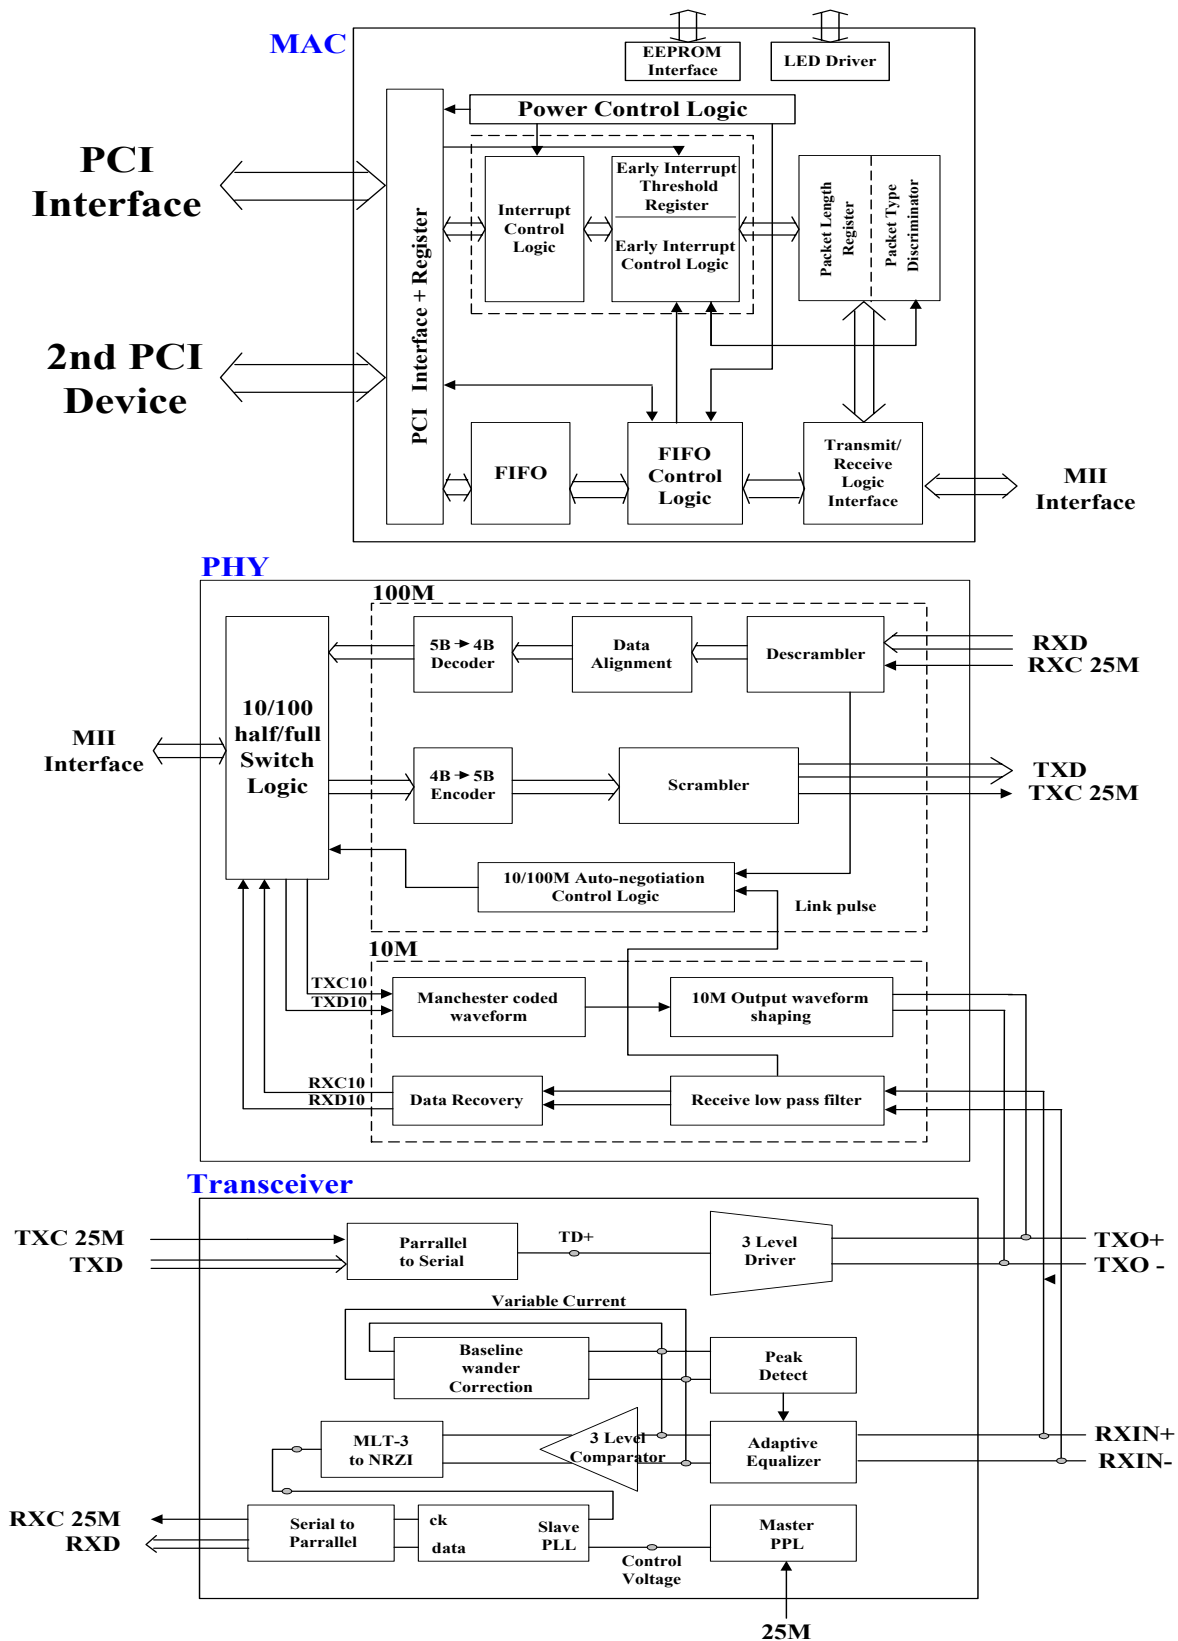 MAC
EEPROM
Interface
LED Driver
Power Control Logic
PCI
Interface
PCI Interface + Register
Interrupt
Control
Logic
Early Interrupt
Threshold
Register
Early Interrupt
Control Logic
Packet Length
Register
Packet Type
Discriminator
2nd PCI
Device
FIFO
FIFO
Control
Logic
Transmit/
Receive
Logic
Interface
MII
Interface
PHY
100M
10/100
half/full
Switch
Logic
5B → 4B
Decoder
Data
Alignment
Descrambler
RXD
RXC 25M
MII
Interface
4B → 5B
Encoder
Scrambler
TXD
TXC 25M
10/100M Auto-negotiation
Control Logic
Link pulse
10M
TXC10
TXD10
Manchester coded
waveform
10M Output waveform
shaping
RXC10
RXD10
Data Recovery
Receive low pass filter
Transceiver
TXC 25M
TXD
Parrallel
to Serial
TD+
3 Level
Driver
TXO+
TXO -
Variable Current
Baseline
wander
Correction
Peak
Detect
MLT-3
to NRZI
3 Level
Comparator
Adaptive
Equalizer
RXIN+
RXIN-
RXC 25M
RXD
Serial to
Parrallel
ck
data
Slave
PLL
Control
Voltage
Master
PPL
25M